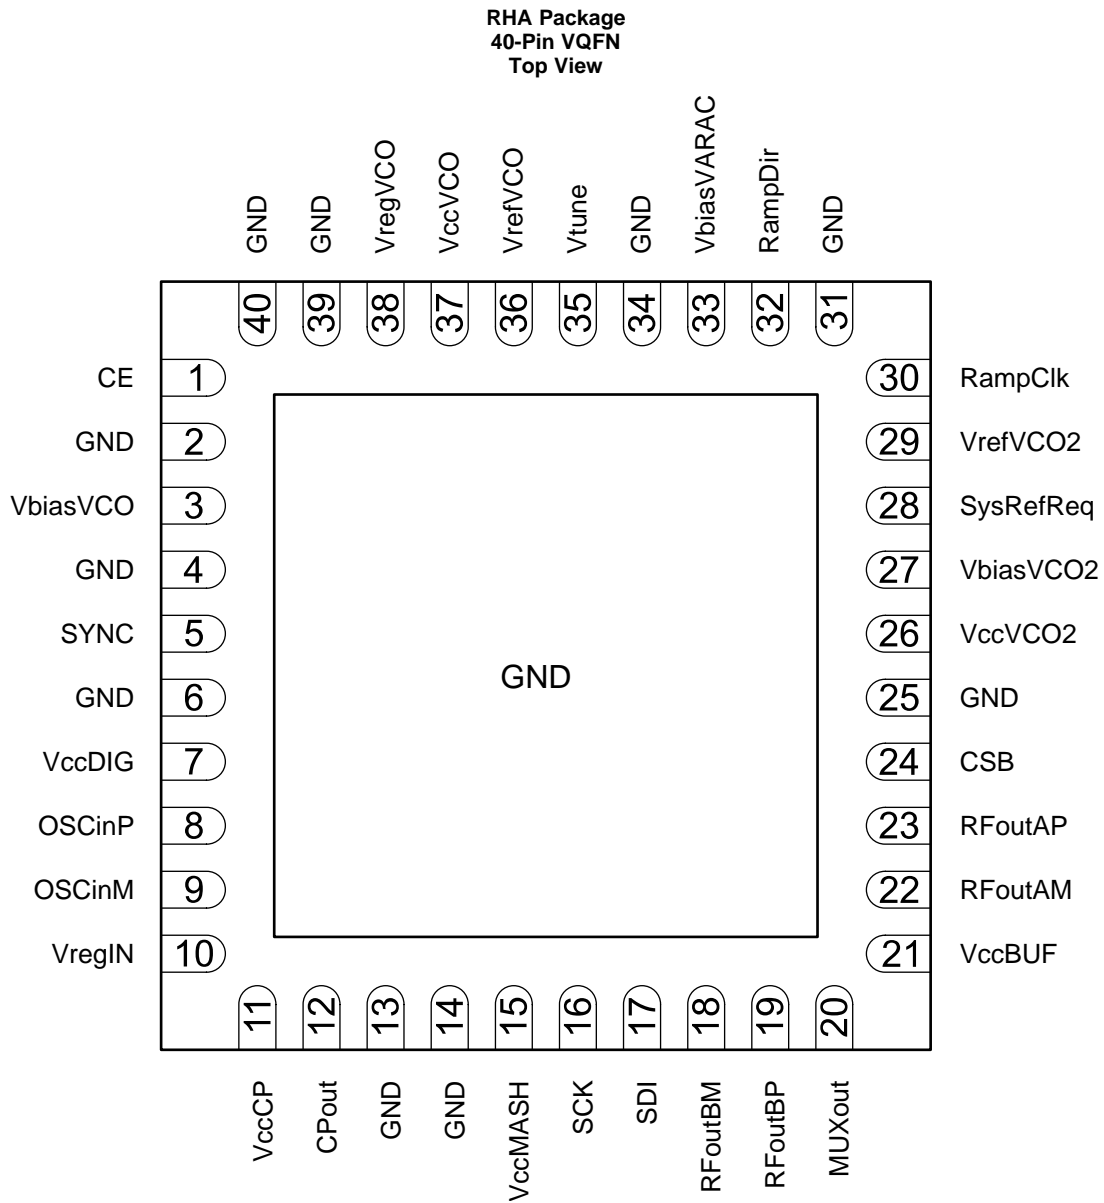 RHA Package
40-Pin VQFN
Top View
GND
GND
VregVCO
VccVCO
VrefVCO
Vtune
GND
VbiasVARAC
RampDir
GND
40
39
38
37
36
35
34
33
32
31
CE 1
GND 2
VbiasVCO 3
GND 4
SYNC 5
GND 6
VccDIG 7
OSCinP 8
OSCinM 9
VregIN 10
GND
30 RampClk
29 VrefVCO2
28 SysRefReq
27 VbiasVCO2
26 VccVCO2
25 GND
24 CSB
23 RFoutAP
22 RFoutAM
21 VccBUF
11
12
13
14
15
16
17
18
19
20
VccCP
CPout
GND
GND
VccMASH
SCK
SDI
RFoutBM
RFoutBP
MUXout